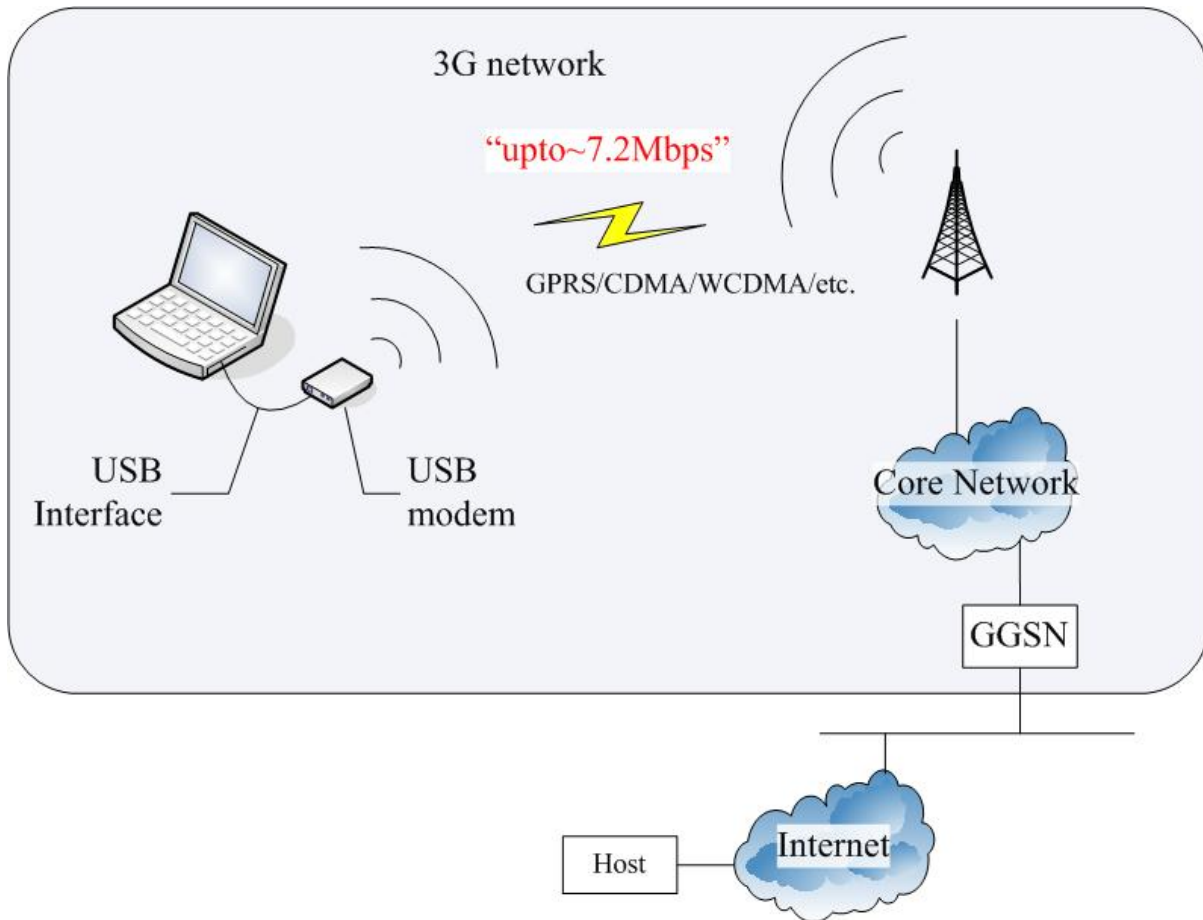 3G network
“upto~7.2Mbps”
GPRS/CDMA/WCDMA/etc.
USB
Interface
USB
modem
Core Network
GGSN
Internet
Host